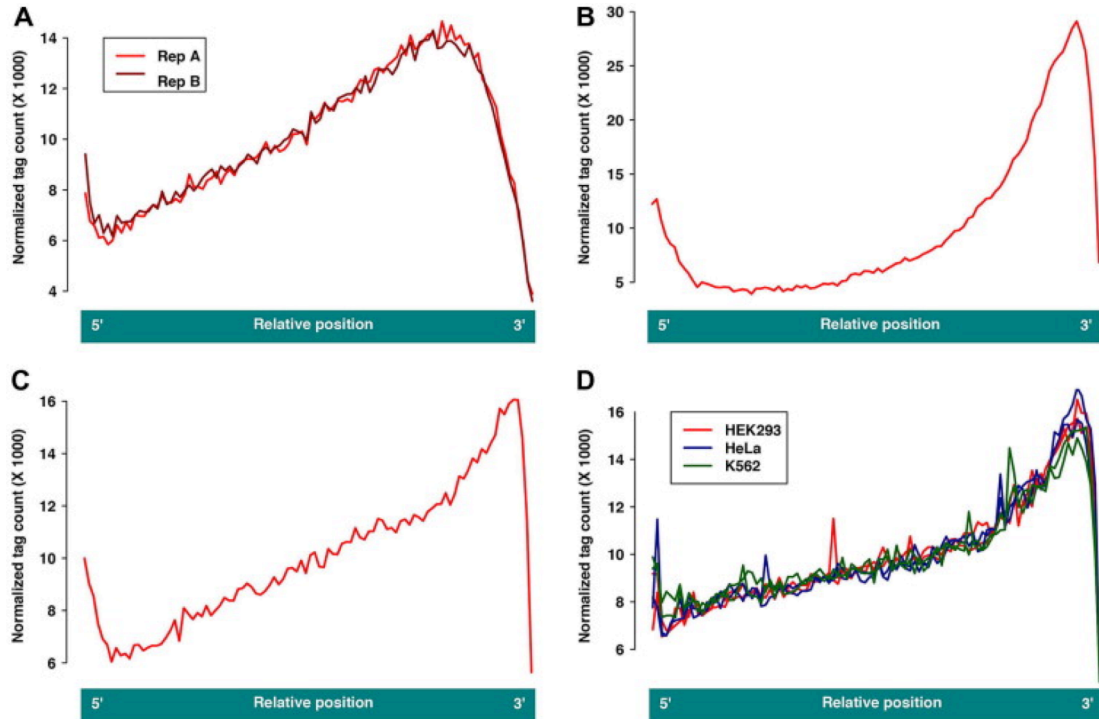 A
Normalized tag count (X 1000)
14
12
10
8
6
4
Rep A
Rep B
5' Relative position 3'
B
Normalized tag count (X 1000)
30
25
20
15
10
5
5' Relative position 3'
C
Normalized tag count (X 1000)
16
14
12
10
8
6
5' Relative position 3'
D
Normalized tag count (X 1000)
16
14
12
10
8
6
HEK293
HeLa
K562
5' Relative position 3'